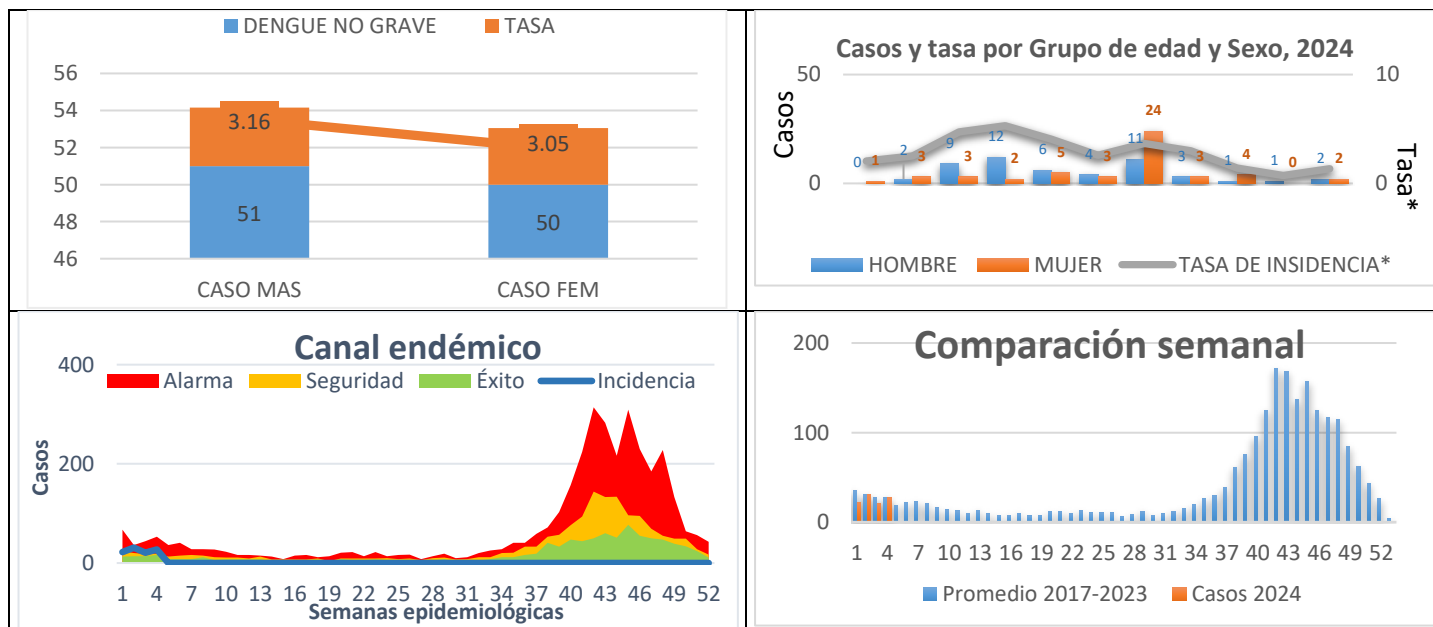 DENGUE NO GRAVE TASA
56
54
52
50
48
46
3.16
3.05
51
50
CASO MAS CASO FEM
Casos y tasa por Grupo de edad y Sexo, 2024
50
0
Casos
10
0
Tasa*
0 2 9 12 6 4 11 3 1 1 2
1 3 3 2 5 3 24 3 4 0 2
HOMBRE MUJER TASA DE INSIDENCIA*
Canal endémico
Alarma Seguridad Éxito Incidencia
400
200
0
Casos
1 4 7 10 13 16 19 22 25 28 31 34 37 40 43 46 49 52
Semanas epidemiológicas
Comparación semanal
200
100
0
1 4 7 10 13 16 19 22 25 28 31 34 37 40 43 46 49 52
Promedio 2017-2023 Casos 2024